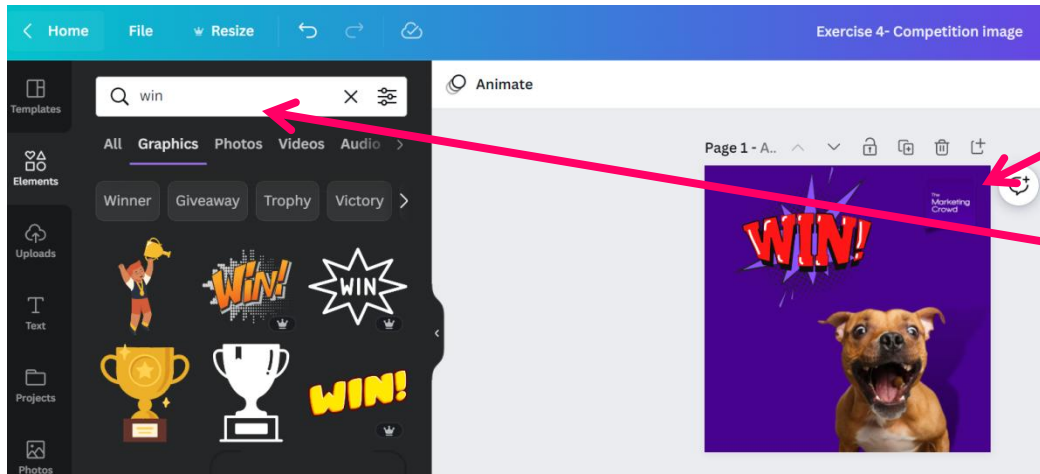 Home File Resize Exercise 4- Competition image
Templates
win
Animate
All Graphics Photos Videos Audio
Elements
Winner Giveaway Trophy Victory
Uploads
Text
Projects
Photos
WIN!
WIN
WIN!
Page 1 - A..
The
Marketing
Crowd
WIN!